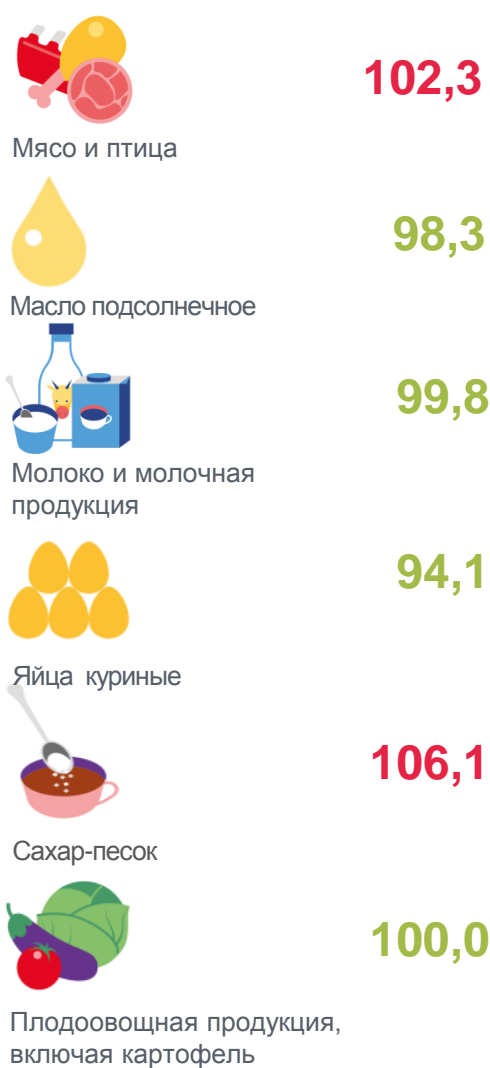 102,3
Мясо и птица
98,3
Масло подсолнечное
99,8
Молоко и молочная
продукция
94,1
Яйца куриные
106,1
Сахар-песок
100,0
Плодоовощная продукция,
включая картофель